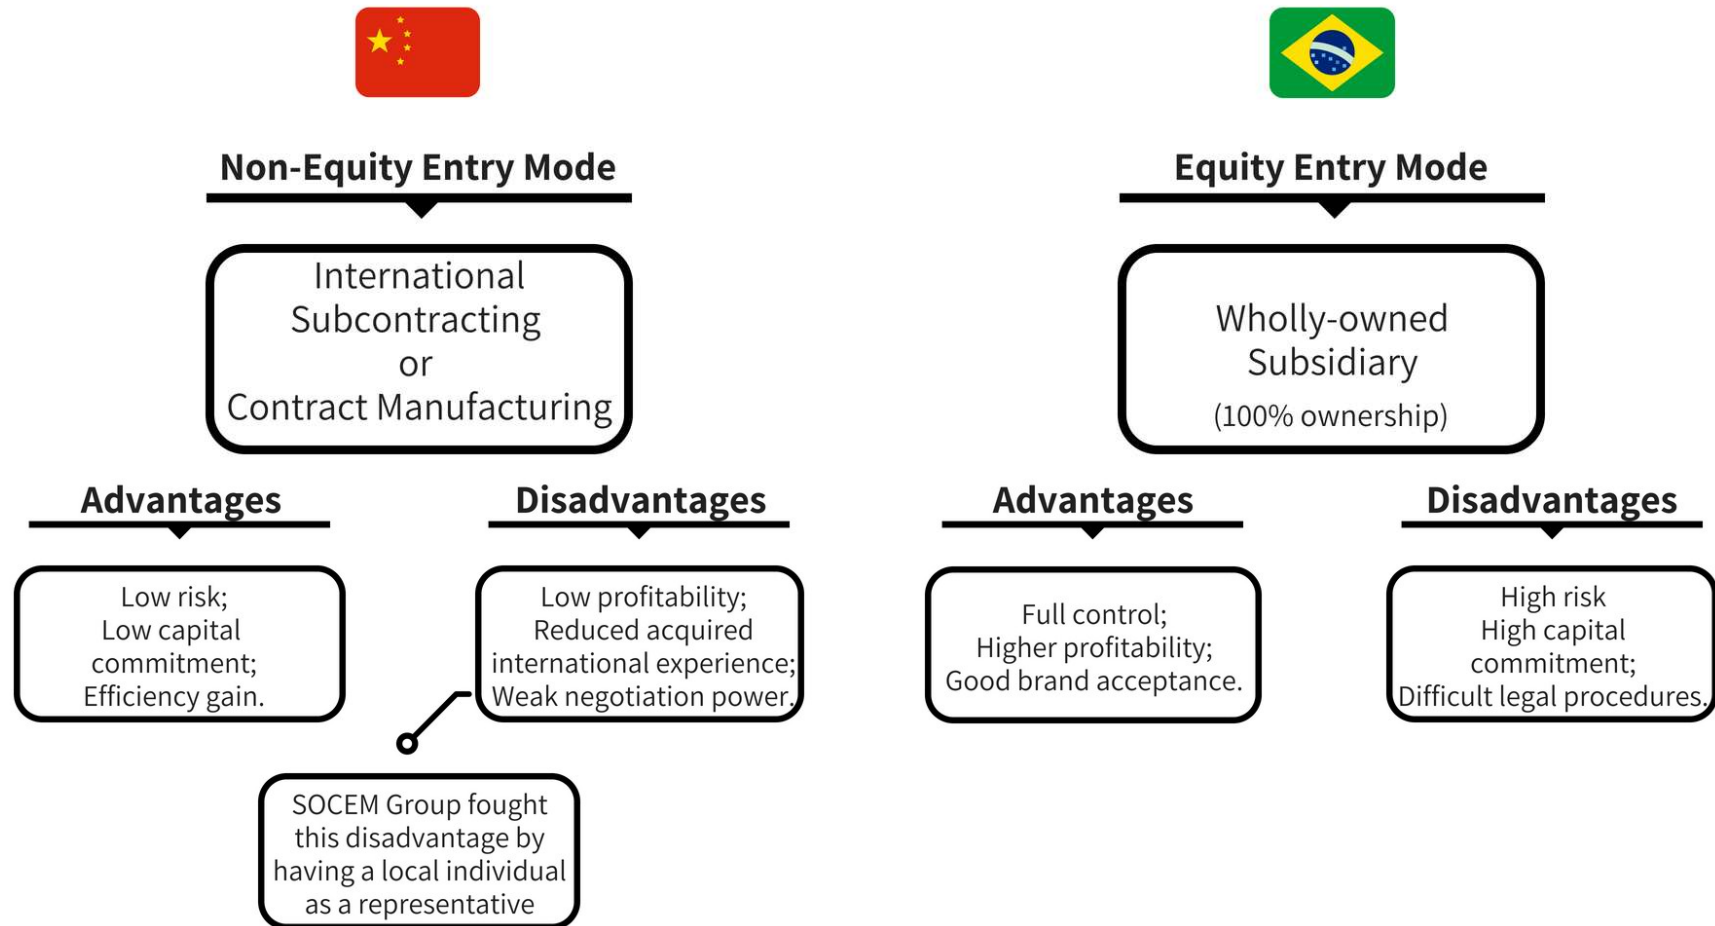 Non-Equity Entry Mode
International
Subcontracting
or
Contract Manufacturing
Advantages
Low risk;
Low capital
commitment;
Efficiency gain.
Disadvantages
Low profitability;
Reduced acquired
international experience;
Weak negotiation power.
SOCEM Group fought
this disadvantage by
having a local individual
as a representative
Equity Entry Mode
Wholly-owned
Subsidiary
(100% ownership)
Advantages
Full control;
Higher profitability;
Good brand acceptance.
Disadvantages
High risk
High capital
commitment;
Difficult legal procedures.